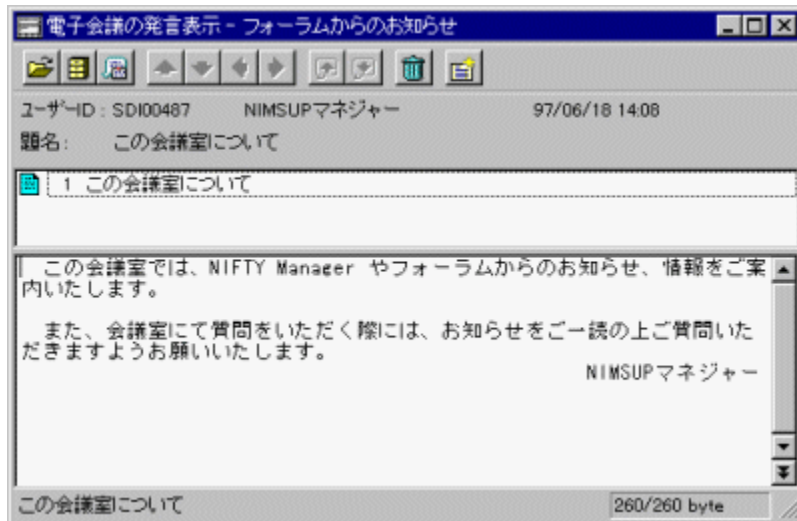 電子会議の発言表示 - フォーラムからのお知らせ
ユーザーID : SDI00487 NIMSUPマネジャー 97/06/18 14:08
題名: この会議室について
1 この会議室について
この会議室では、NIFTY Manager やフォーラムからのお知らせ、情報をご案
内いたします。
また、会議室にて質問をいただく際には、お知らせをご一読の上ご質問いた
だきますようお願いいたします。
NIMSUPマネジャー
この会議室について 260/260 byte